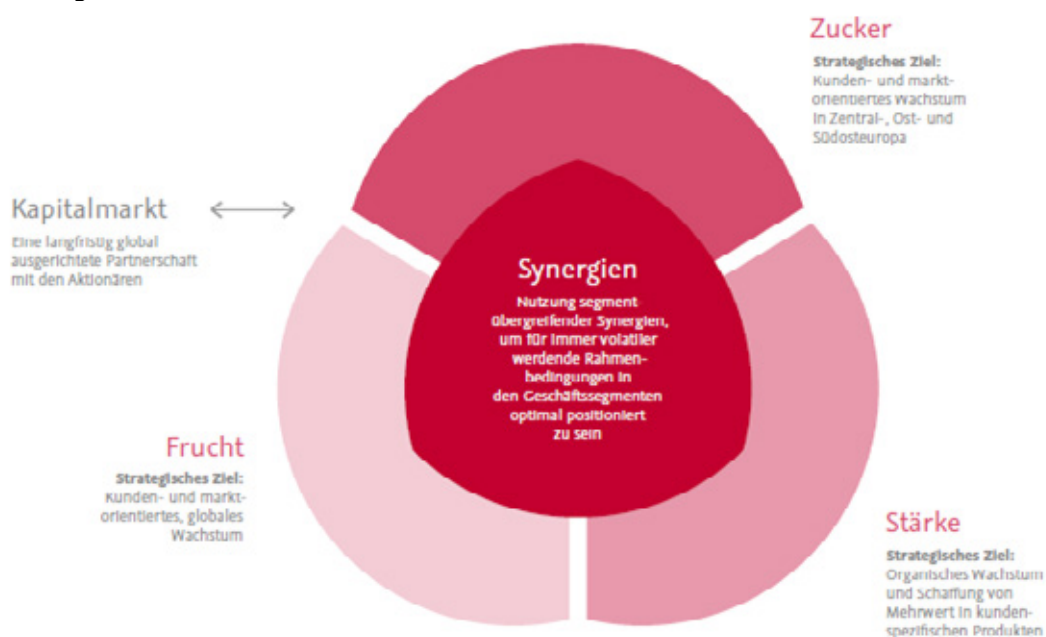 Zucker
Strategisches Ziel:
Kunden- und markt-
orientiertes Wachstum
in Zentral-, Ost- und
Südosteuropa
Kapitalmarkt
Eine langfristig global
ausgerichtete Partnerschaft
mit den Aktionären
Synergien
Nutzung segment
übergreifender Synergien,
um für immer volatiler
werdende Rahmen-
bedingungen in
den Geschäftssegmenten
optimal positioniert
zu sein
Frucht
Strategisches Ziel:
Kunden- und markt-
orientiertes, globales
Wachstum
Stärke
Strategisches Ziel:
Organisches Wachstum
und Schaffung von
Mehrwert in kunden-
spezifischen Produkten